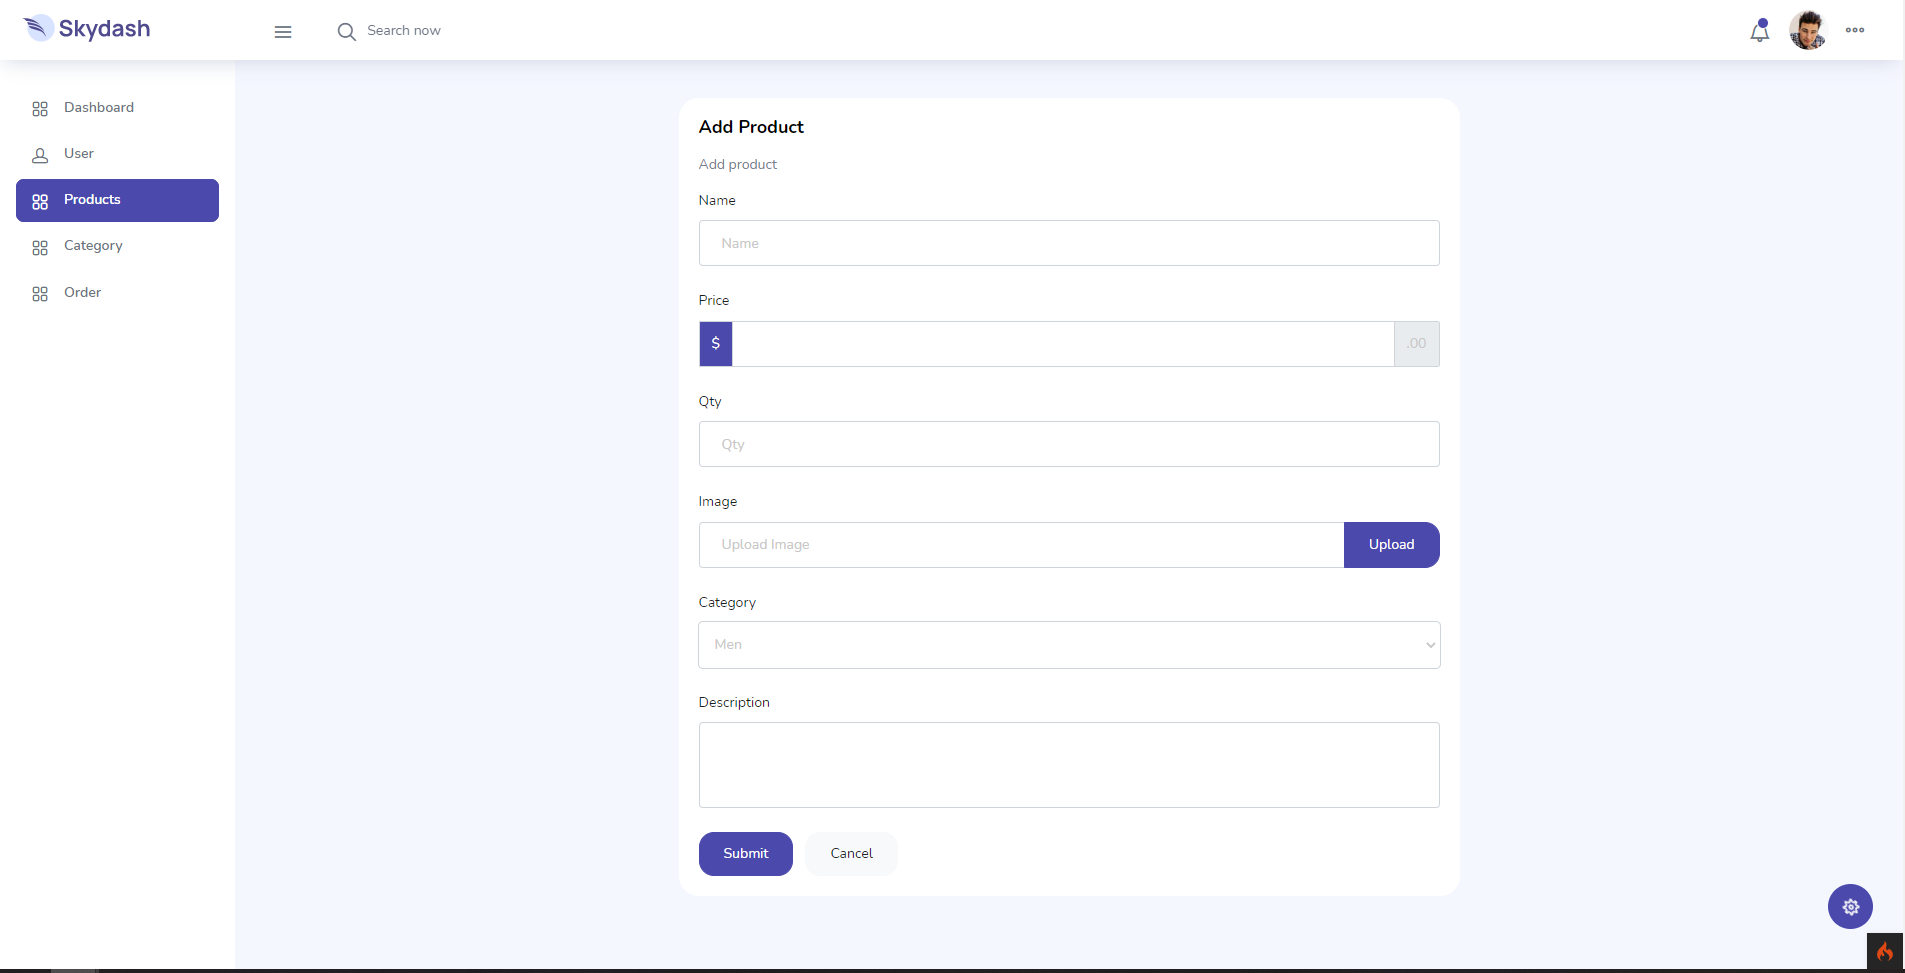 Skydash
Search now
Dashboard
User
Products
Category
Order
Add Product
Add product
Name
Name
Price
$
.00
Qty
Qty
Image
Upload Image
Upload
Category
Men
Description
Submit
Cancel